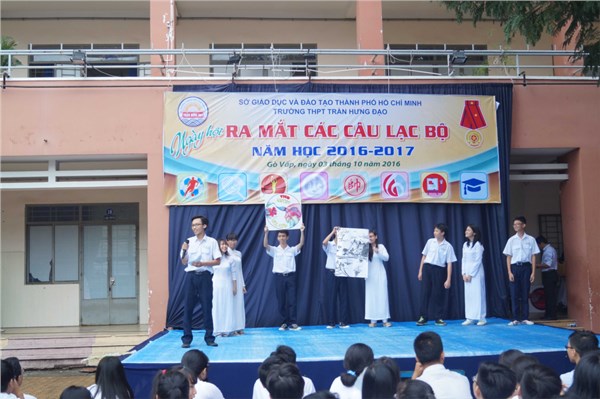 SỞ GIÁO DỤC VÀ ĐÀO TẠO THÀNH PHỐ HỒ CHÍ MINH
TRƯỜNG THPT TRẦN HƯNG ĐẠO
Ngày hội RA MẮT CÁC CÂU LẠC BỘ
NĂM HỌC 2016-2017
Gò Vấp, ngày 03 tháng 10 năm 2016